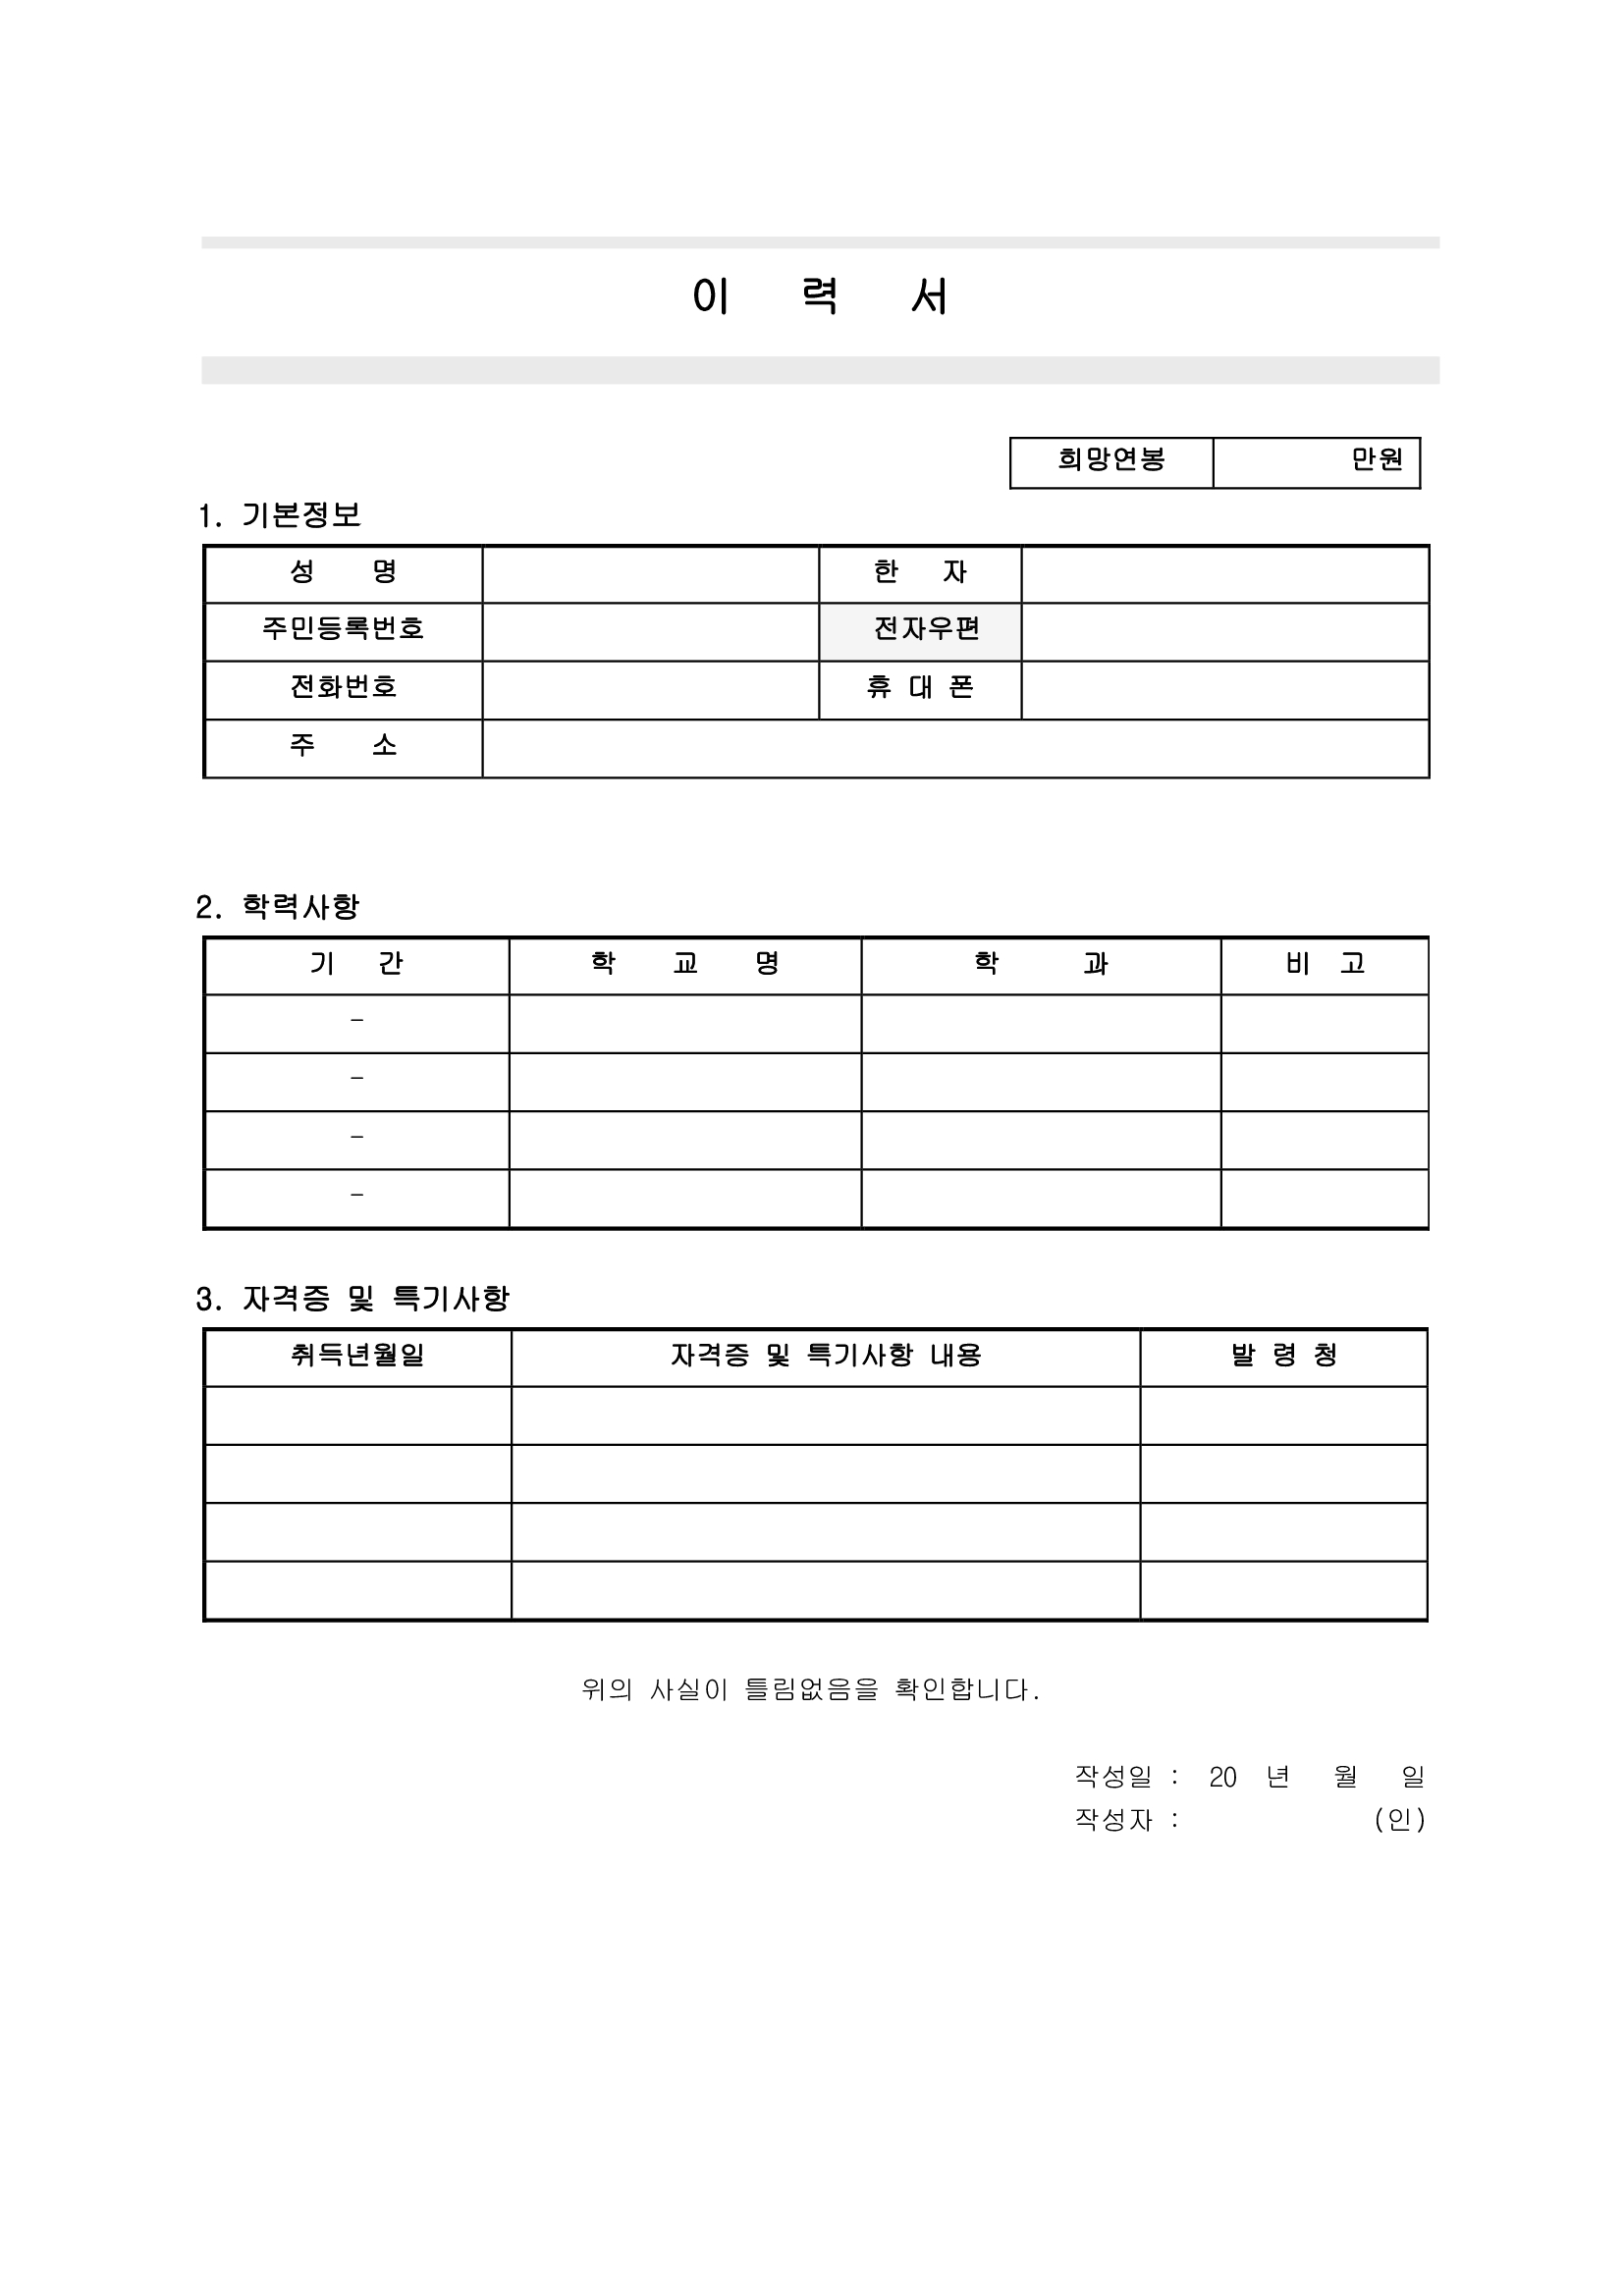 이 력 서
희망연봉 만원
1. 기본정보
성 명 한 자
주민등록번호 전자우편
전화번호 휴 대 폰
주 소
2. 학력사항
기 간 학 교 명 학 과 비 고
-
-
-
-
3. 자격증 및 특기사항
취득년월일 자격증 및 특기사항 내용 발 령 청
위의 사실이 틀림없음을 확인합니다.
작성일 : 20 년 월 일
작성자 : (인)